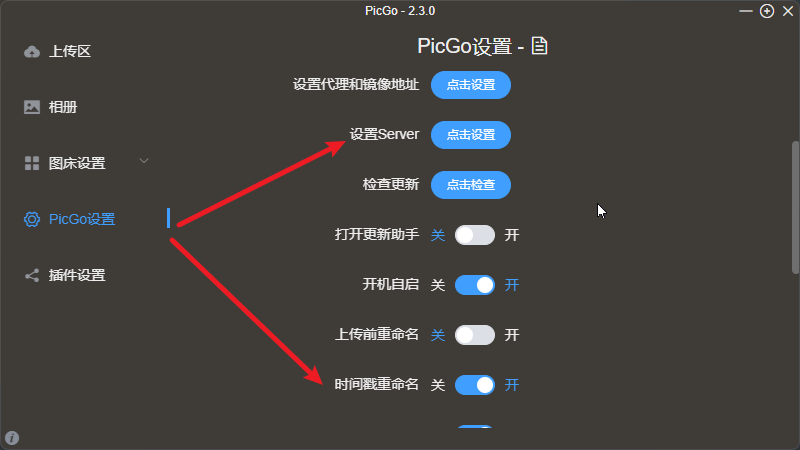 PicGo - 2.3.0
上传区
相册
图床设置
PicGo设置
插件设置
PicGo设置 -
设置代理和镜像地址 点击设置
设置Server 点击设置
检查更新 点击检查
打开更新助手 关 开
开机自启 关 开
上传前重命名 关 开
时间戳重命名 关 开